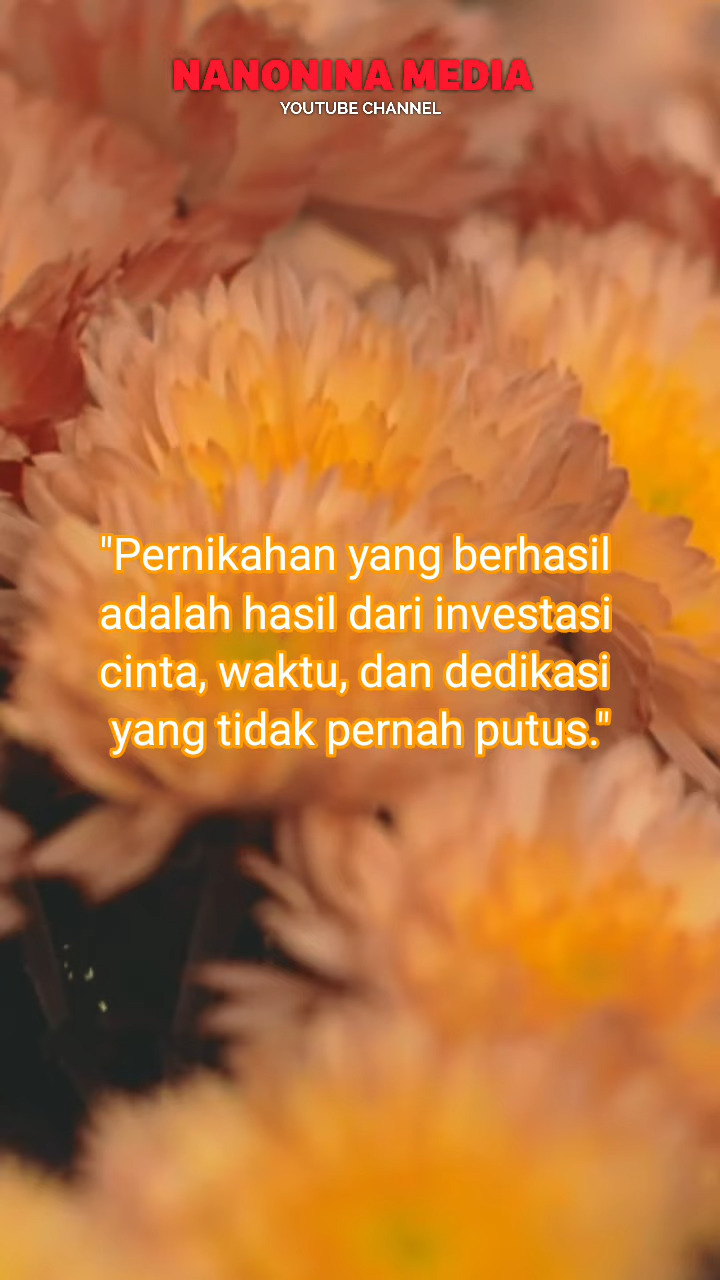 NANONINA MEDIA
YOUTUBE CHANNEL
"Pernikahan yang berhasil
adalah hasil dari investasi
cinta, waktu, dan dedikasi
yang tidak pernah putus."